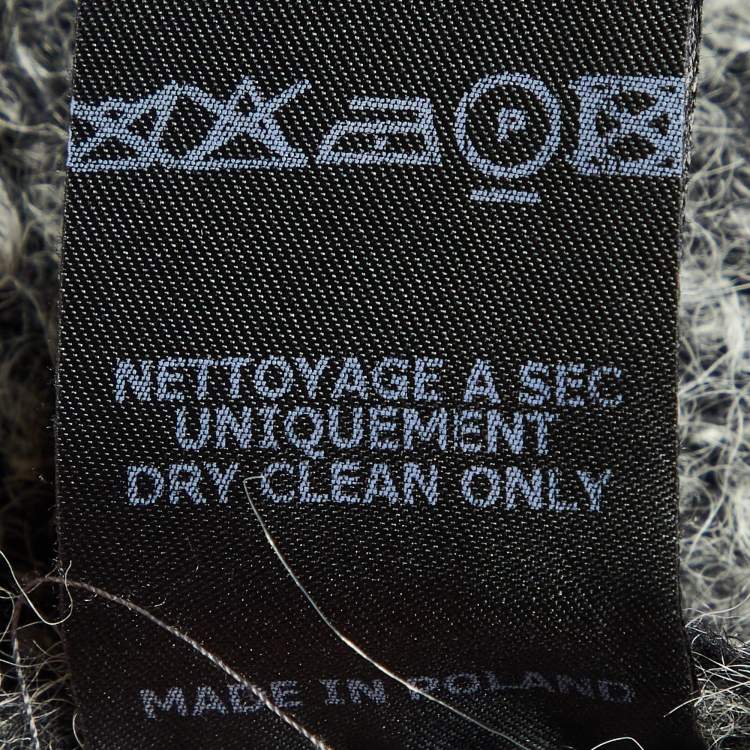 P
NETTOYAGE A SEC
UNIQUEMENT
DRY CLEAN ONLY
MADE IN POLAND